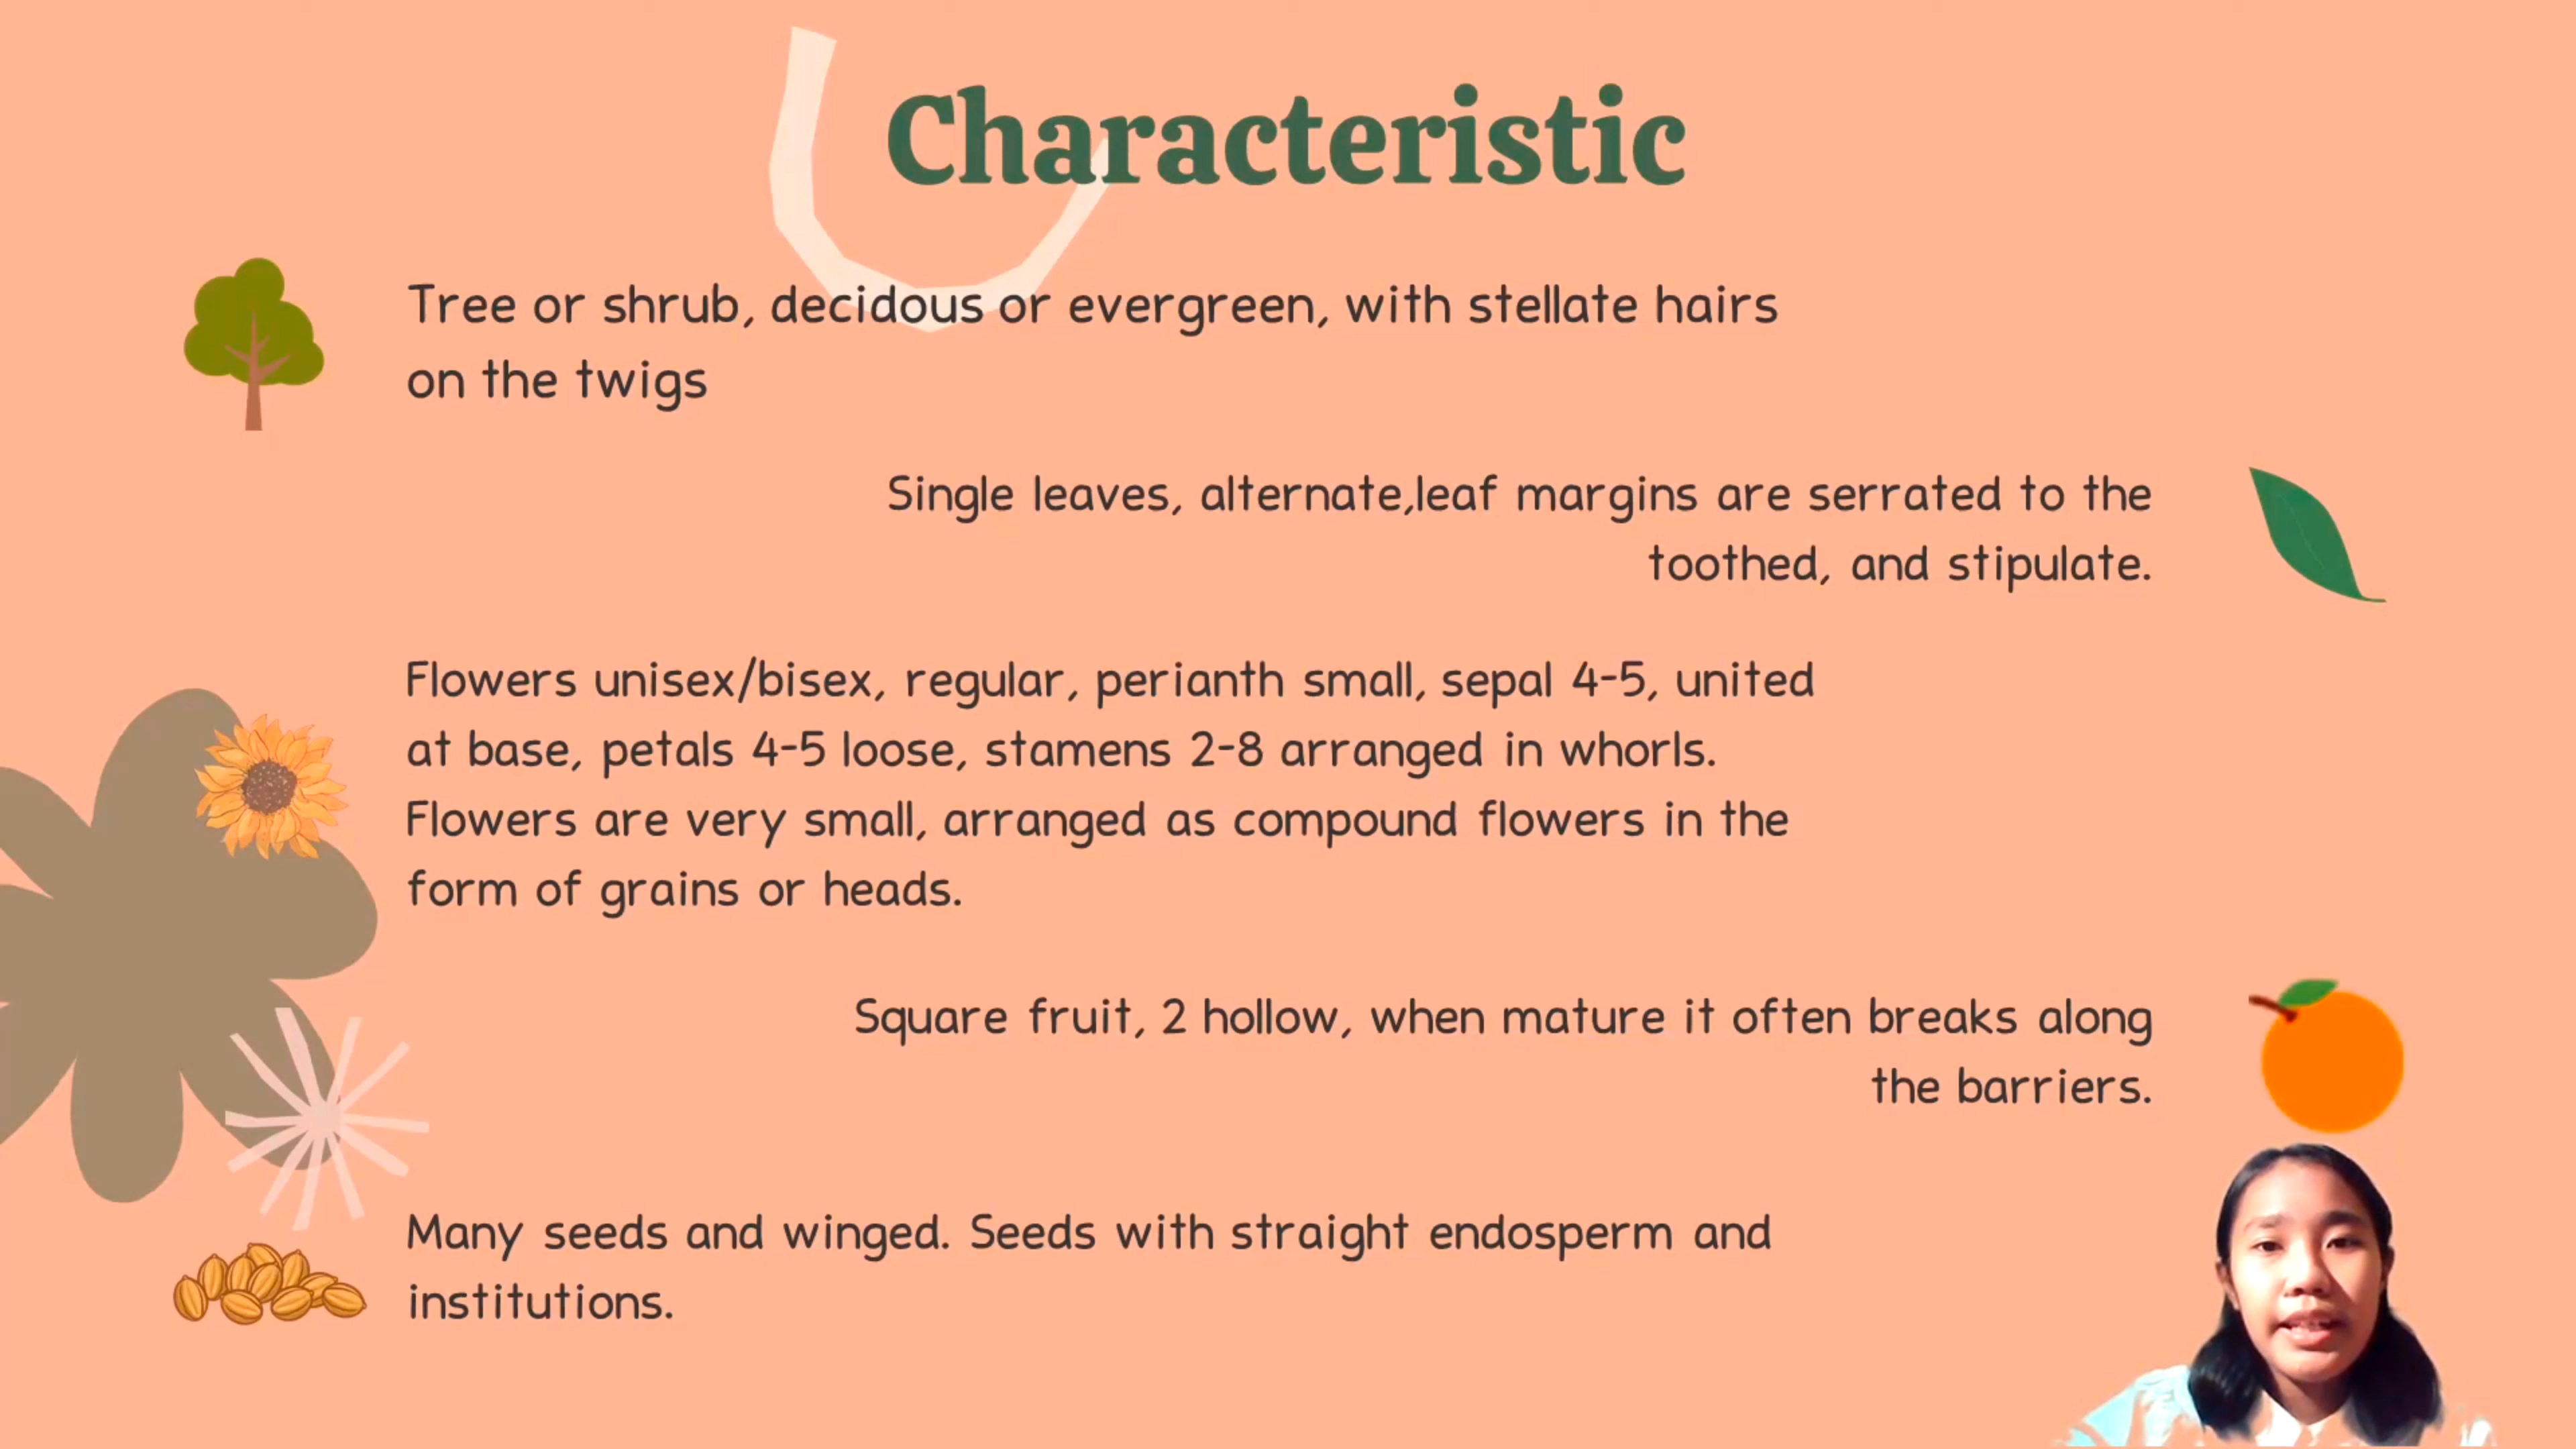 Characteristic
Tree or shrub, decidous or evergreen, with stellate hairs
on the twigs
Single leaves, alternate,leaf margins are serrated to the
toothed, and stipulate.
Flowers unisex/bisex, regular, perianth small, sepal 4-5, united
at base, petals 4-5 loose, stamens 2-8 arranged in whorls.
Flowers are very small, arranged as compound flowers in the
form of grains or heads.
Square fruit, 2 hollow, when mature it often breaks along
the barriers.
Many seeds and winged. Seeds with straight endosperm and
institutions.